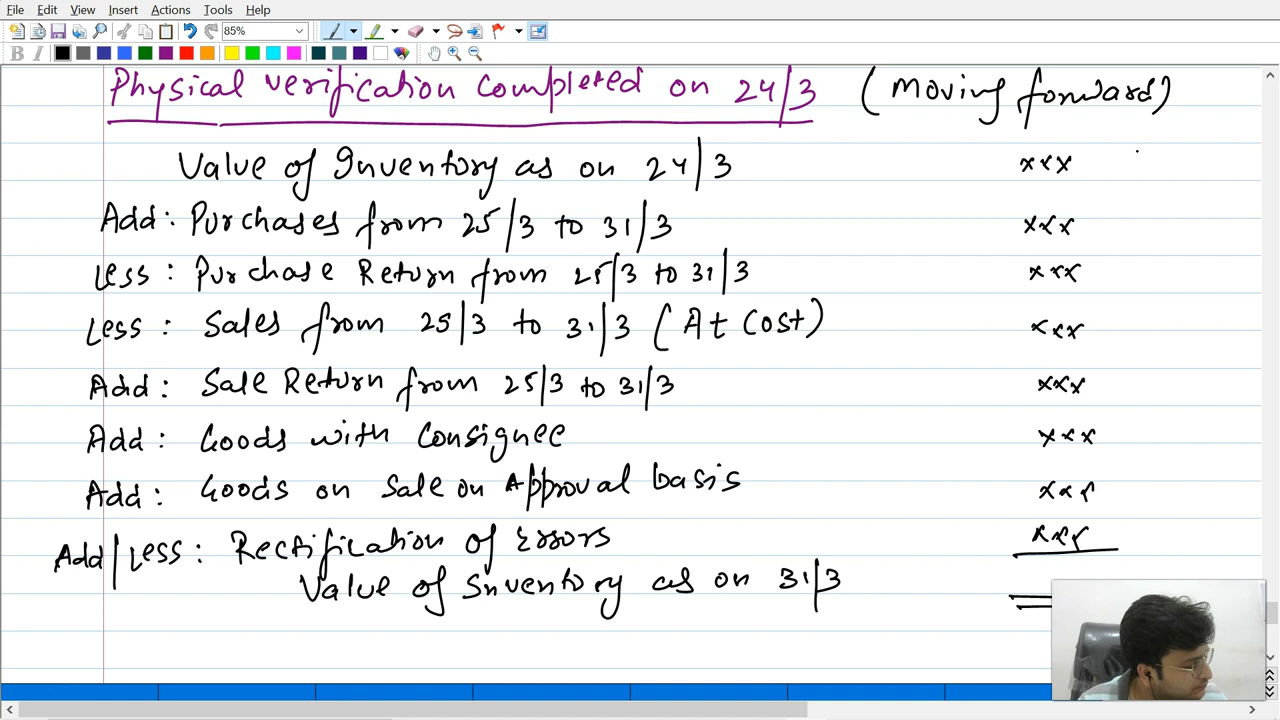 File Edit View Insert Actions Tools Help
85%
B I
Physical verification completed on 24/3 (Moving forward)
Value of Inventory as on 24/3 xxx
Add: Purchases from 25/3 to 31/3 xxx
Less: Purchase Return from 25/3 to 31/3 xxx
Less: Sales from 25/3 to 31/3 (At Cost) xxx
Add: Sale Return from 25/3 to 31/3 xxx
Add: Goods with Consignee xxx
Add: Goods on Sale on Approval basis xxx
Add/Less: Rectification of Errors xxx
Value of Inventory as on 31/3